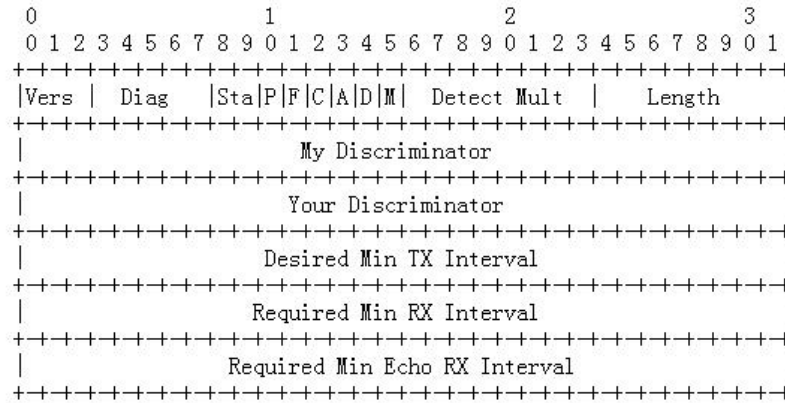 0 1 2 3
0 1 2 3 4 5 6 7 8 9 0 1 2 3 4 5 6 7 8 9 0 1 2 3 4 5 6 7 8 9 0 1
+-+-+-+-+-+-+-+-+-+-+-+-+-+-+-+-+-+-+-+-+-+-+-+-+-+-+-+-+-+-+-+-
|Vers | Diag |Sta|P|F|C|A|D|M| Detect Mult | Length
+-+-+-+-+-+-+-+-+-+-+-+-+-+-+-+-+-+-+-+-+-+-+-+-+-+-+-+-+-+-+-+-
| My Discriminator
+-+-+-+-+-+-+-+-+-+-+-+-+-+-+-+-+-+-+-+-+-+-+-+-+-+-+-+-+-+-+-+-
| Your Discriminator
+-+-+-+-+-+-+-+-+-+-+-+-+-+-+-+-+-+-+-+-+-+-+-+-+-+-+-+-+-+-+-+-
| Desired Min TX Interval
+-+-+-+-+-+-+-+-+-+-+-+-+-+-+-+-+-+-+-+-+-+-+-+-+-+-+-+-+-+-+-+-
| Required Min RX Interval
+-+-+-+-+-+-+-+-+-+-+-+-+-+-+-+-+-+-+-+-+-+-+-+-+-+-+-+-+-+-+-+-
| Required Min Echo RX Interval
+-+-+-+-+-+-+-+-+-+-+-+-+-+-+-+-+-+-+-+-+-+-+-+-+-+-+-+-+-+-+-+-